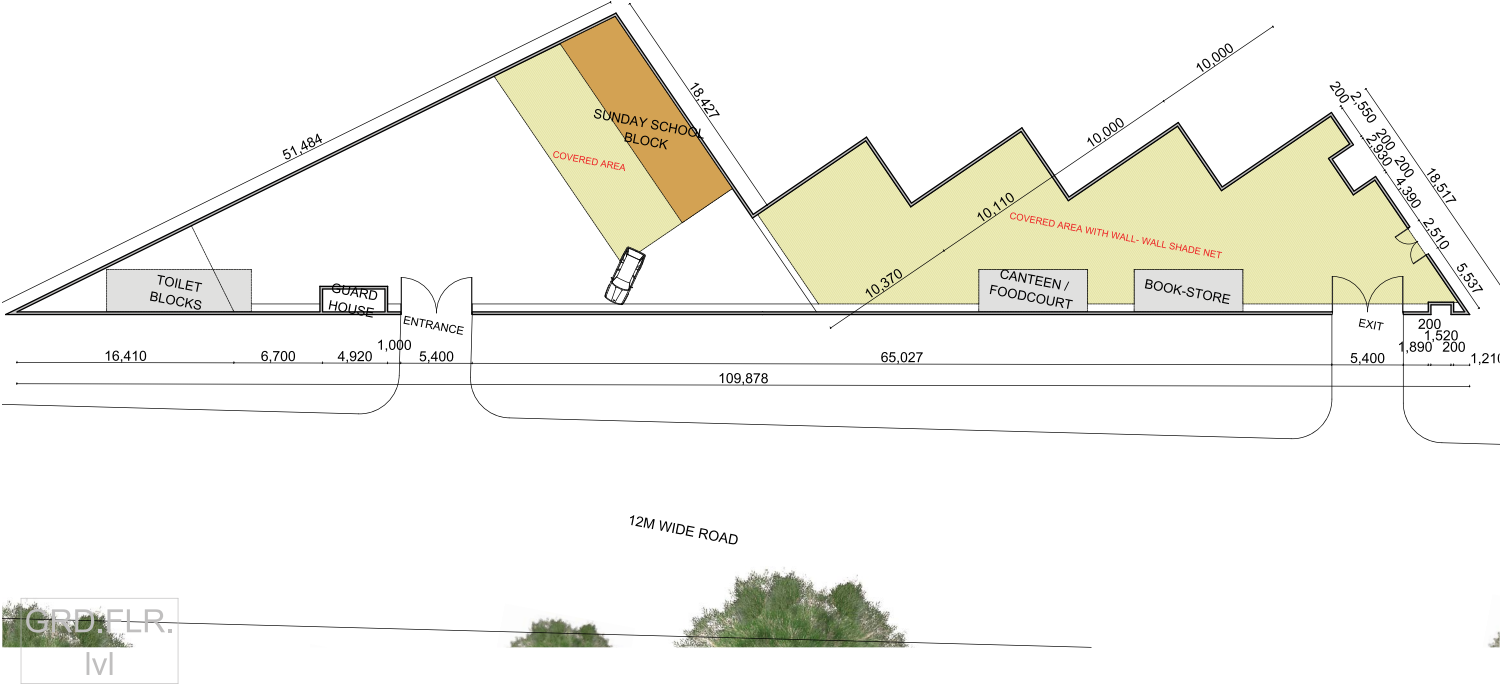 51,484
18,427
10,000
10,000
10,110
10,370
200
2,550
200
2,930
200
4,390
18,517
2,510
5,537
SUNDAY SCHOOL
BLOCK
COVERED AREA
COVERED AREA WITH WALL- WALL SHADE NET
TOILET
BLOCKS
GUARD
HOUSE
ENTRANCE
CANTEEN /
FOODCOURT
BOOK-STORE
EXIT
16,410
6,700
4,920
1,000
5,400
65,027
5,400
1,890
200
1,520
200
1,210
109,878
12M WIDE ROAD
GRD.FLR.
lvl